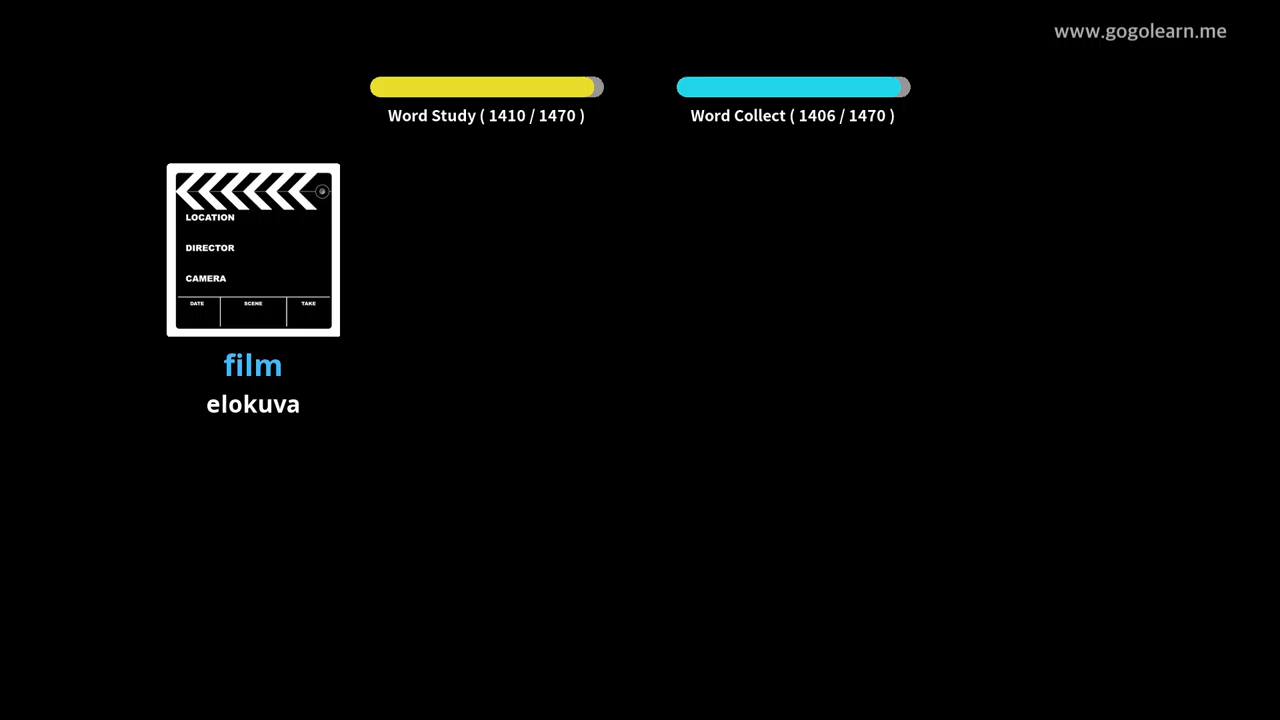 www.gogolearn.me
Word Study ( 1410 / 1470 )
Word Collect ( 1406 / 1470 )
LOCATION
DIRECTOR
CAMERA
DATE SCENE TAKE
film
elokuva